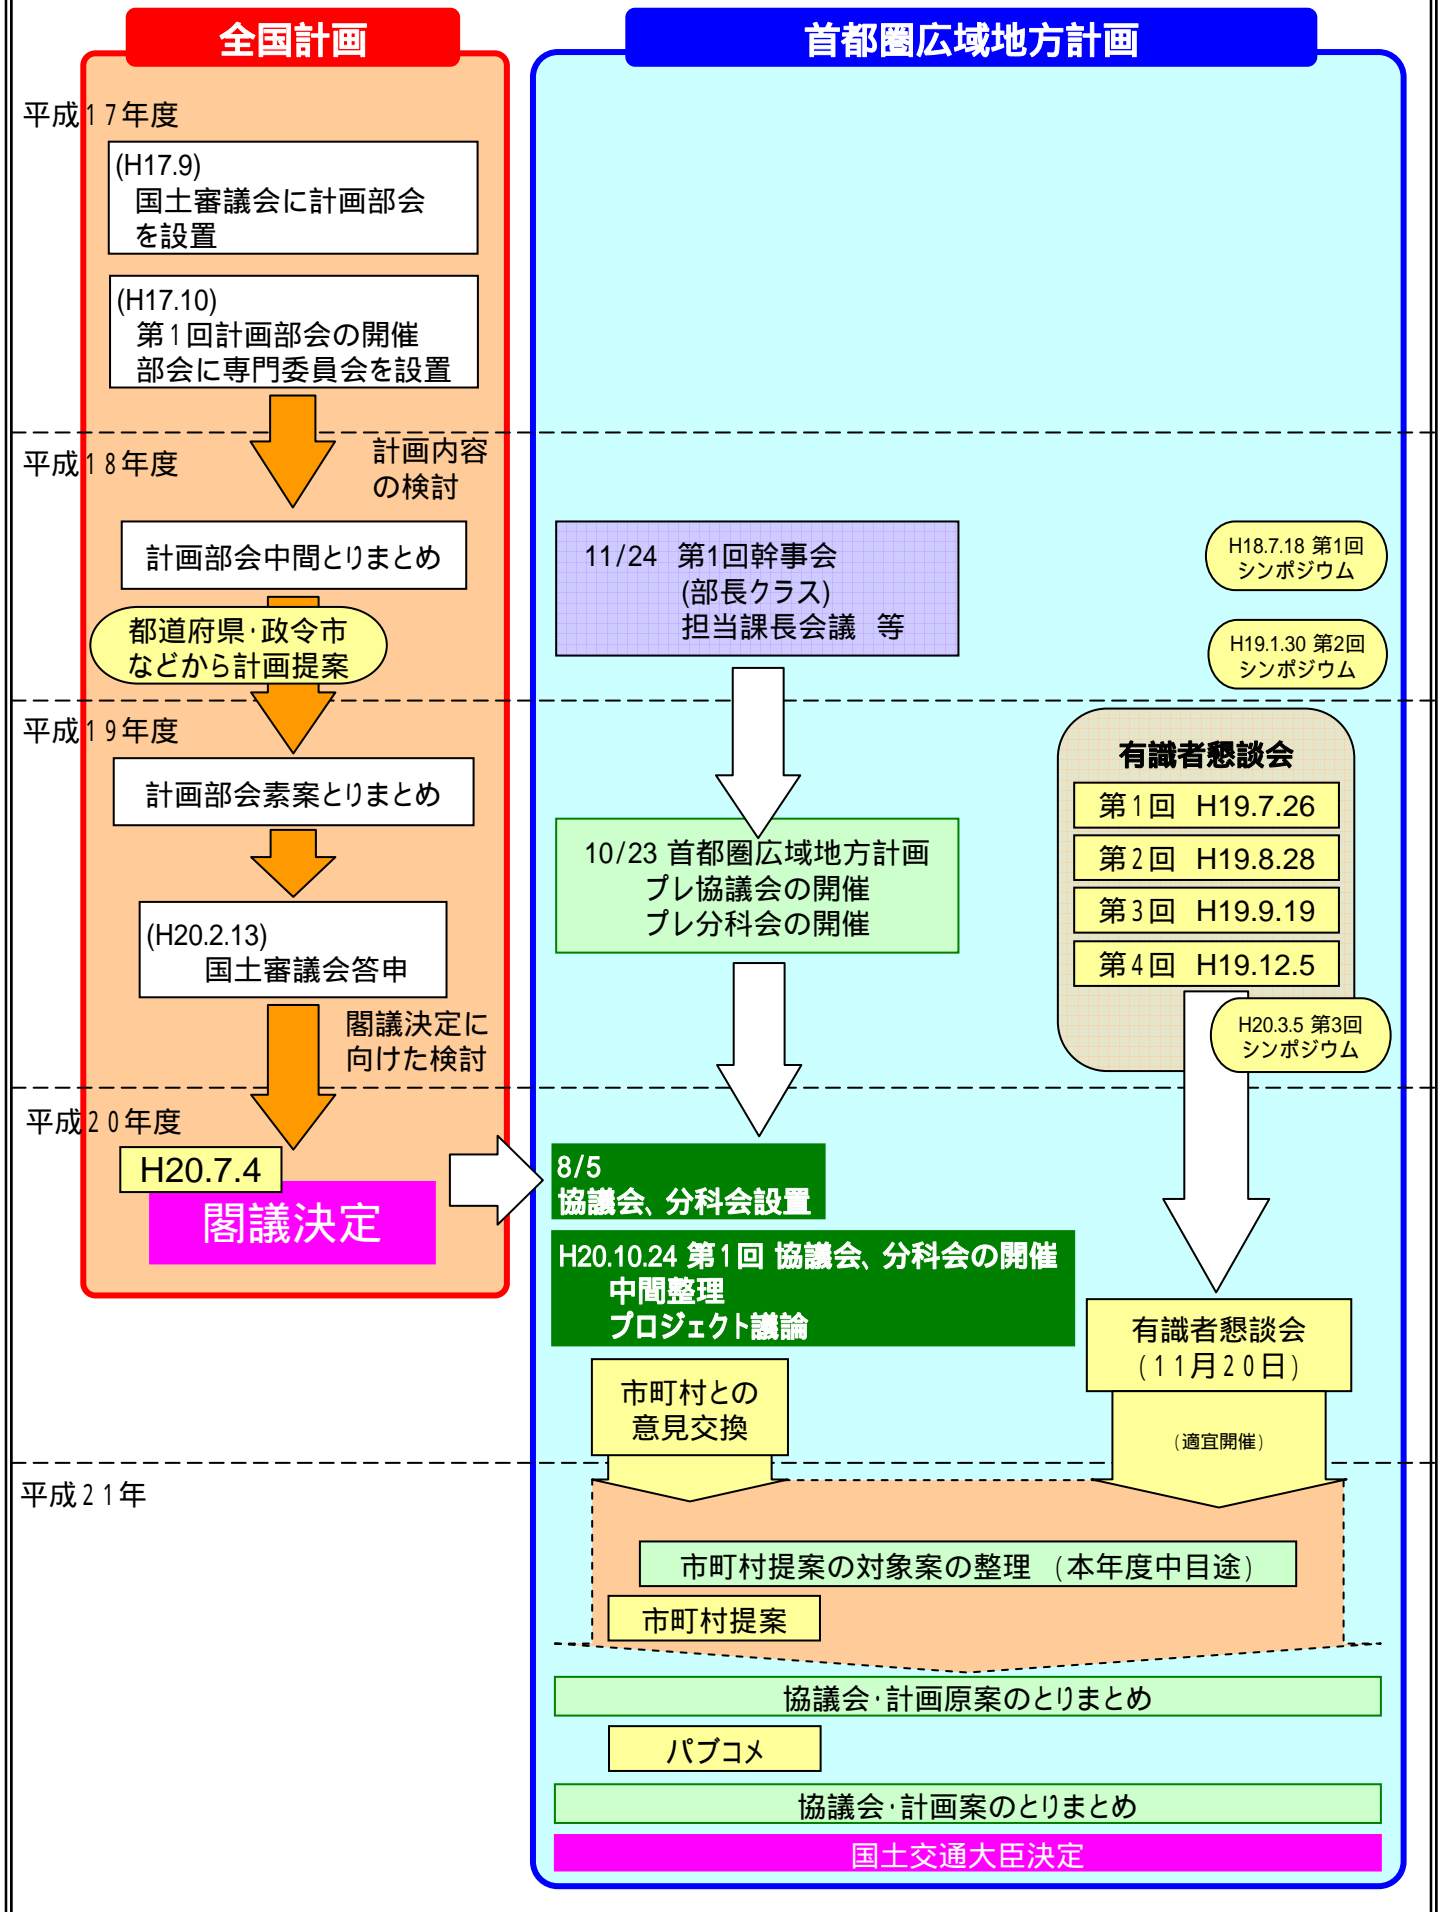 全国計画
首都圏広域地方計画
平成17年度
(H17.9)
国土審議会に計画部会
を設置
(H17.10)
第1回計画部会の開催
部会に専門委員会を設置
平成18年度
計画内容
の検討
計画部会中間とりまとめ
都道府県・政令市
などから計画提案
11/24 第1回幹事会
(部長クラス)
担当課長会議 等
H18.7.18 第1回
シンポジウム
H19.1.30 第2回
シンポジウム
平成19年度
計画部会素案とりまとめ
(H20.2.13)
国土審議会答申
閣議決定に
向けた検討
10/23 首都圏広域地方計画
プレ協議会の開催
プレ分科会の開催
有識者懇談会
第1回 H19.7.26
第2回 H19.8.28
第3回 H19.9.19
第4回 H19.12.5
H20.3.5 第3回
シンポジウム
平成20年度
H20.7.4
閣議決定
8/5
協議会、分科会設置
H20.10.24 第1回 協議会、分科会の開催
中間整理
プロジェクト議論
市町村との
意見交換
有識者懇談会
(11月20日)
(適宜開催)
平成21年
市町村提案の対象案の整理 (本年度中目途)
市町村提案
協議会・計画原案のとりまとめ
パブコメ
協議会・計画案のとりまとめ
国土交通大臣決定